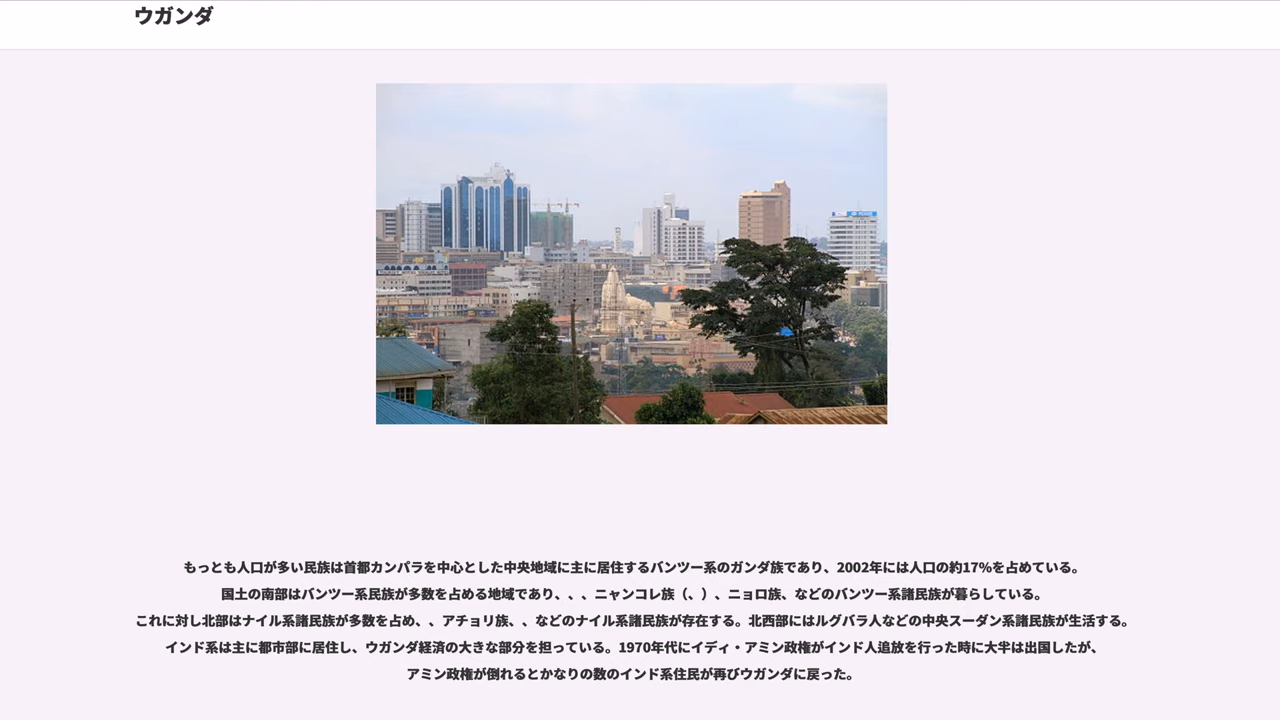 ウガンダ
もっとも人口が多い民族は首都カンパラを中心とした中央地域に主に居住するバンツー系のガンダ族であり、2002年には人口の約17%を占めている。
国土の南部はバンツー系民族が多数を占める地域であり、、、ニャンコレ族（、）、ニョロ族、などのバンツー系諸民族が暮らしている。
これに対し北部はナイル系諸民族が多数を占め、、アチョリ族、、などのナイル系諸民族が存在する。北西部にはルグバラ人などの中央スーダン系諸民族が生活する。
インド系は主に都市部に居住し、ウガンダ経済の大きな部分を担っている。1970年代にイディ・アミン政権がインド人追放を行った時に大半は出国したが、
アミン政権が倒れるとかなりの数のインド系住民が再びウガンダに戻った。